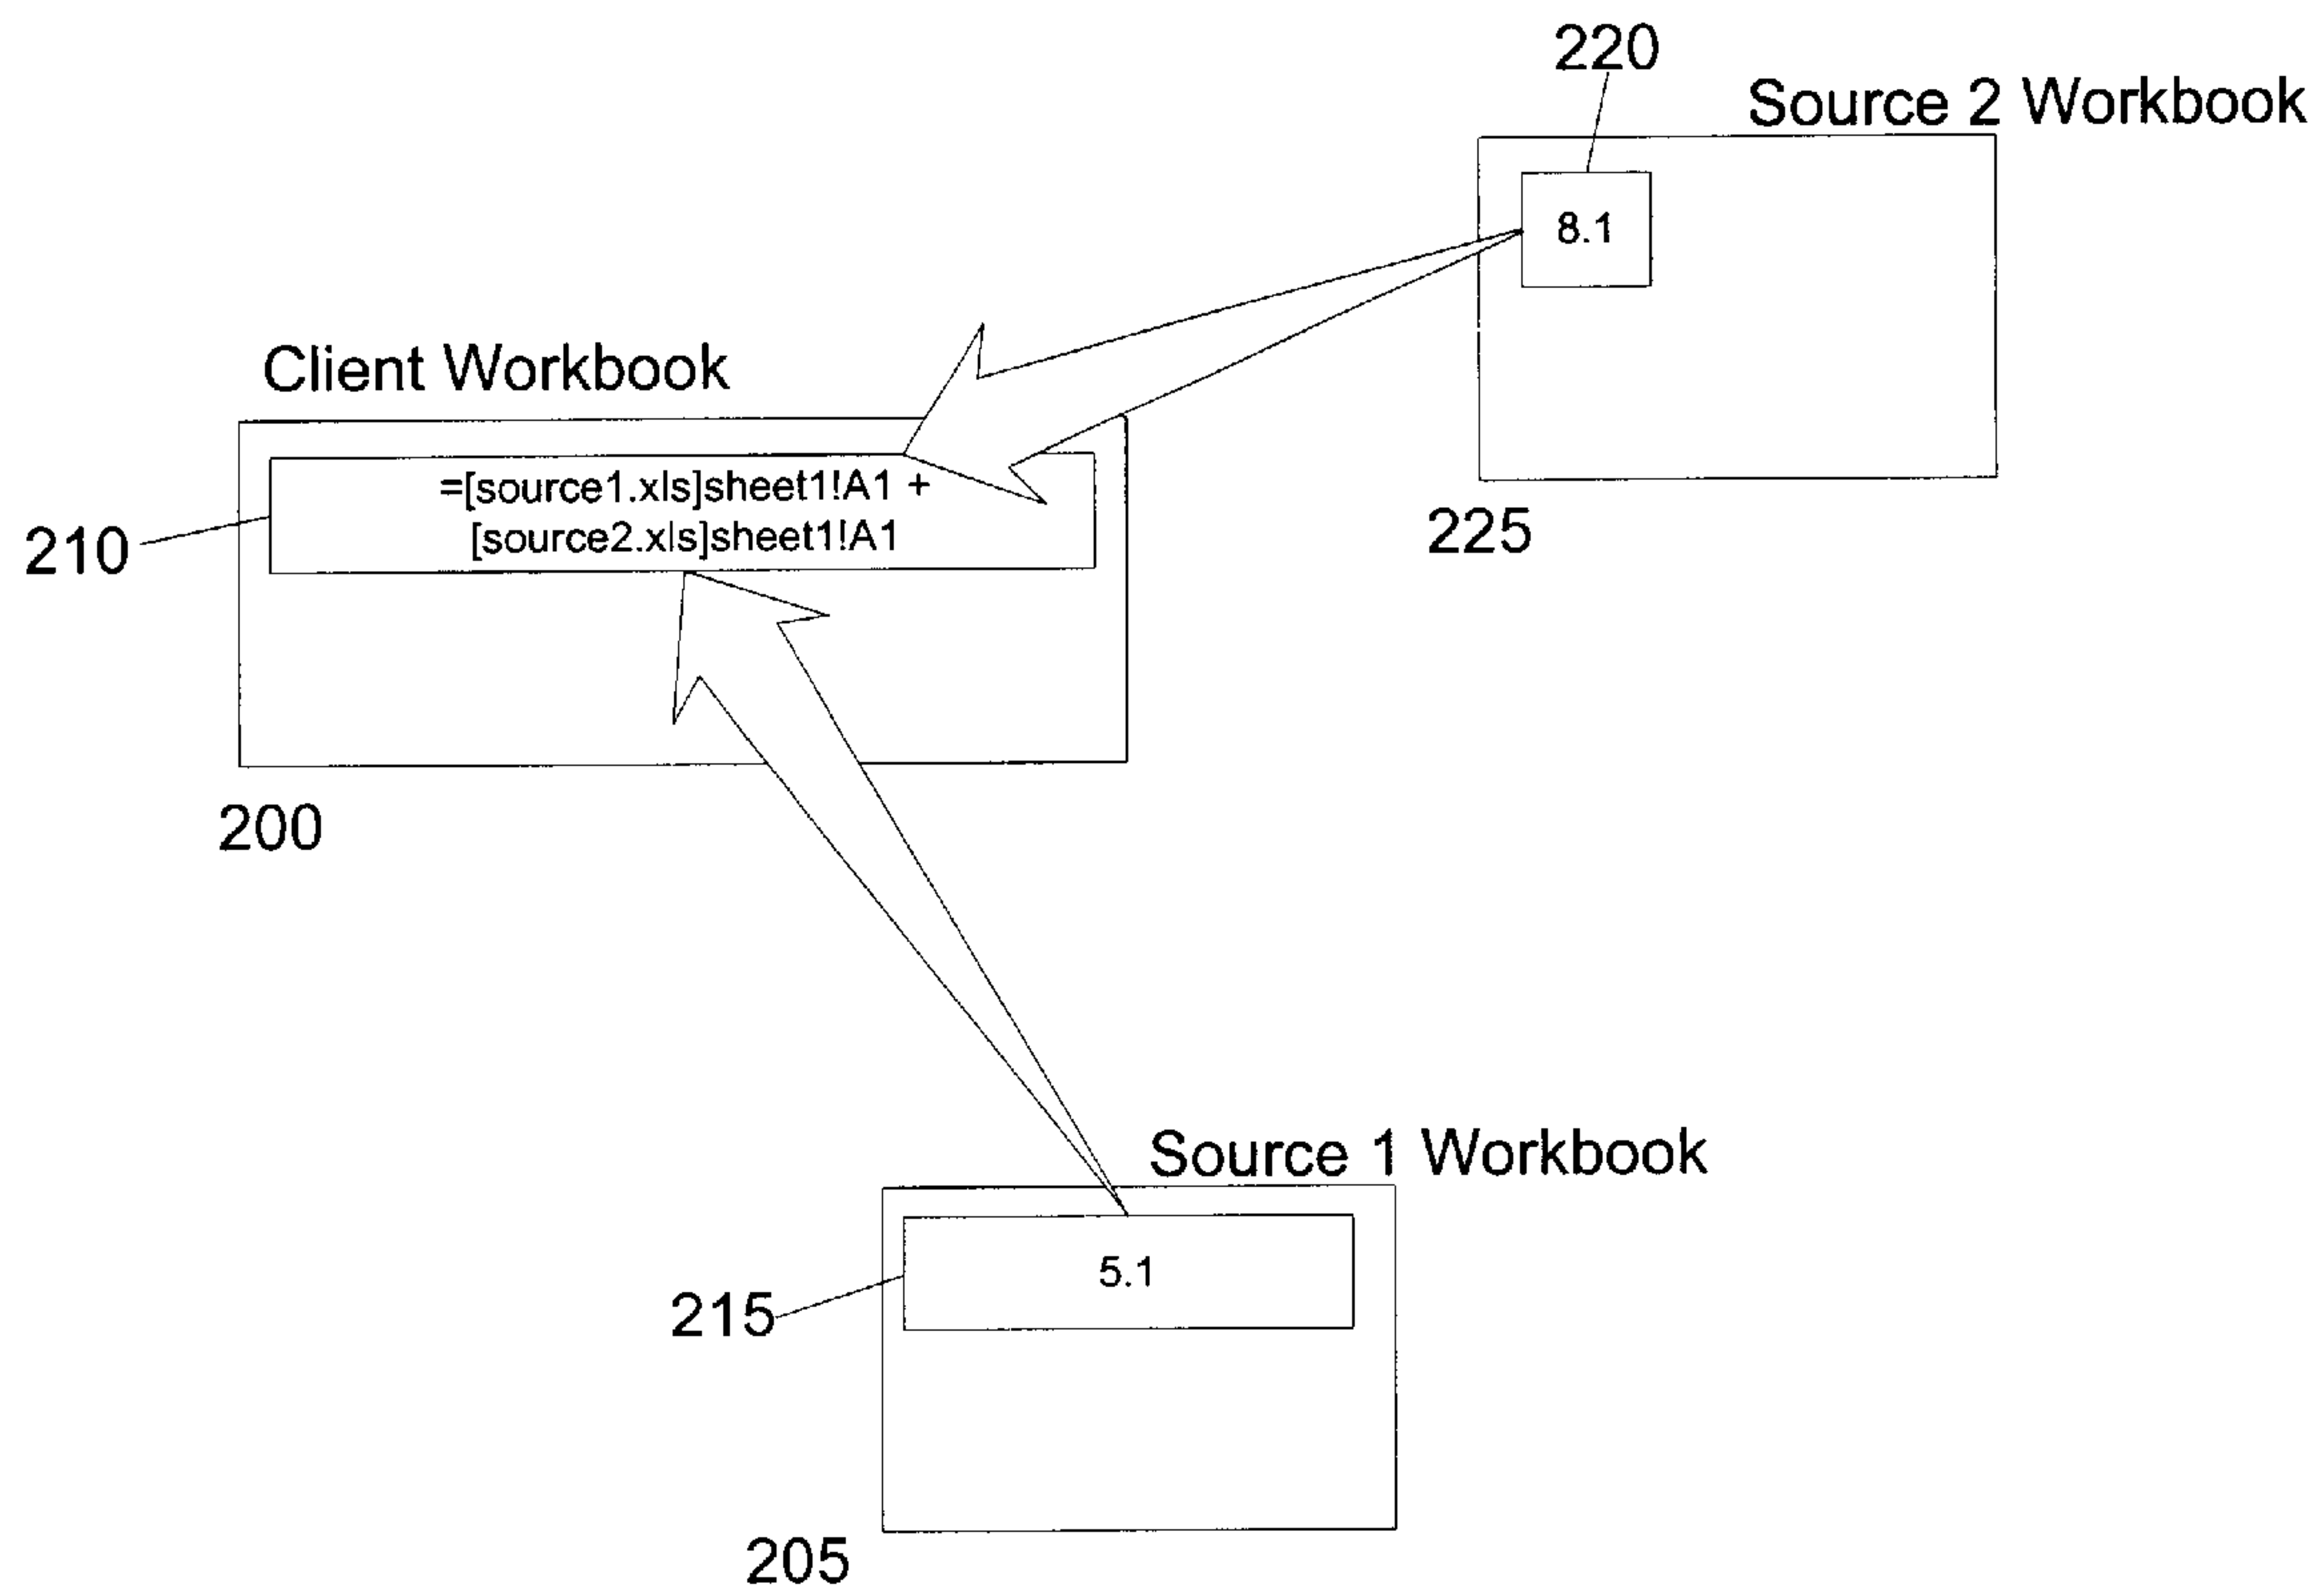 220
Source 2 Workbook
8.1
Client Workbook
=[source1.xls]sheet1!A1 +
[source2.xls]sheet1!A1
210
225
200
Source 1 Workbook
5.1
215
205